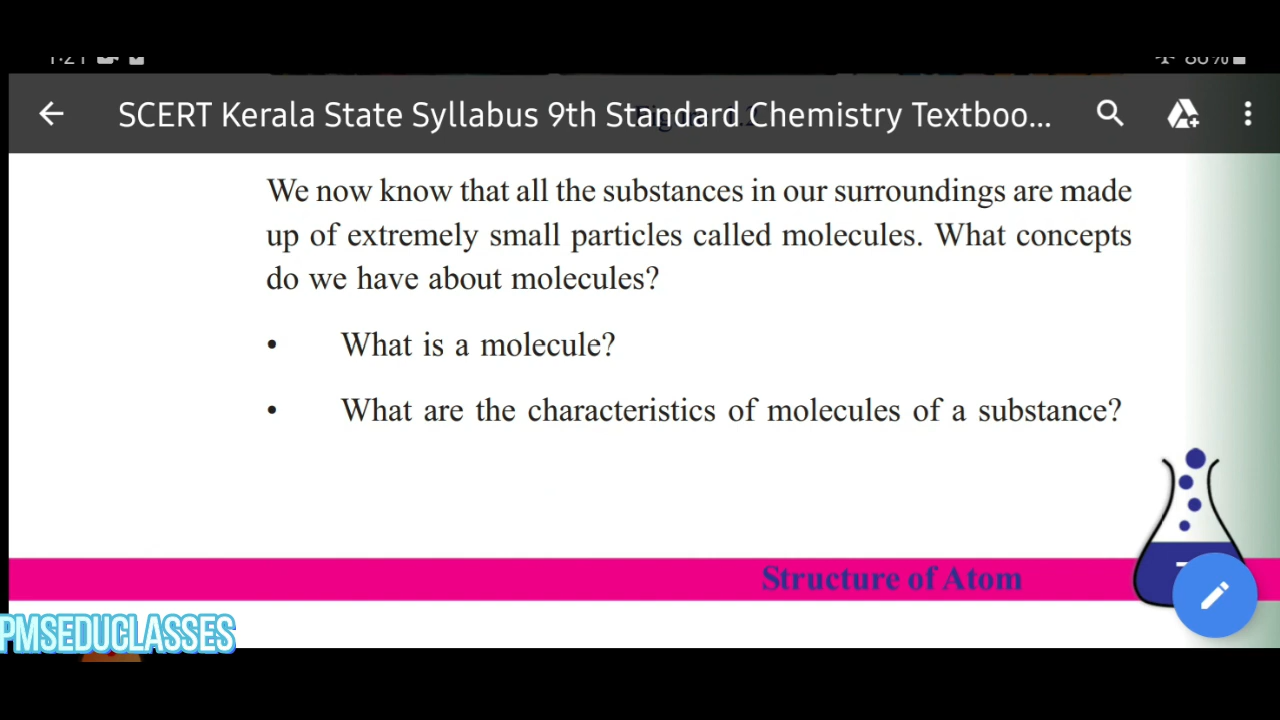 SCERT Kerala State Syllabus 9th Standard Chemistry Textboo...
We now know that all the substances in our surroundings are made
up of extremely small particles called molecules. What concepts
do we have about molecules?
• What is a molecule?
• What are the characteristics of molecules of a substance?
Structure of Atom
PMSEDUCLASSES